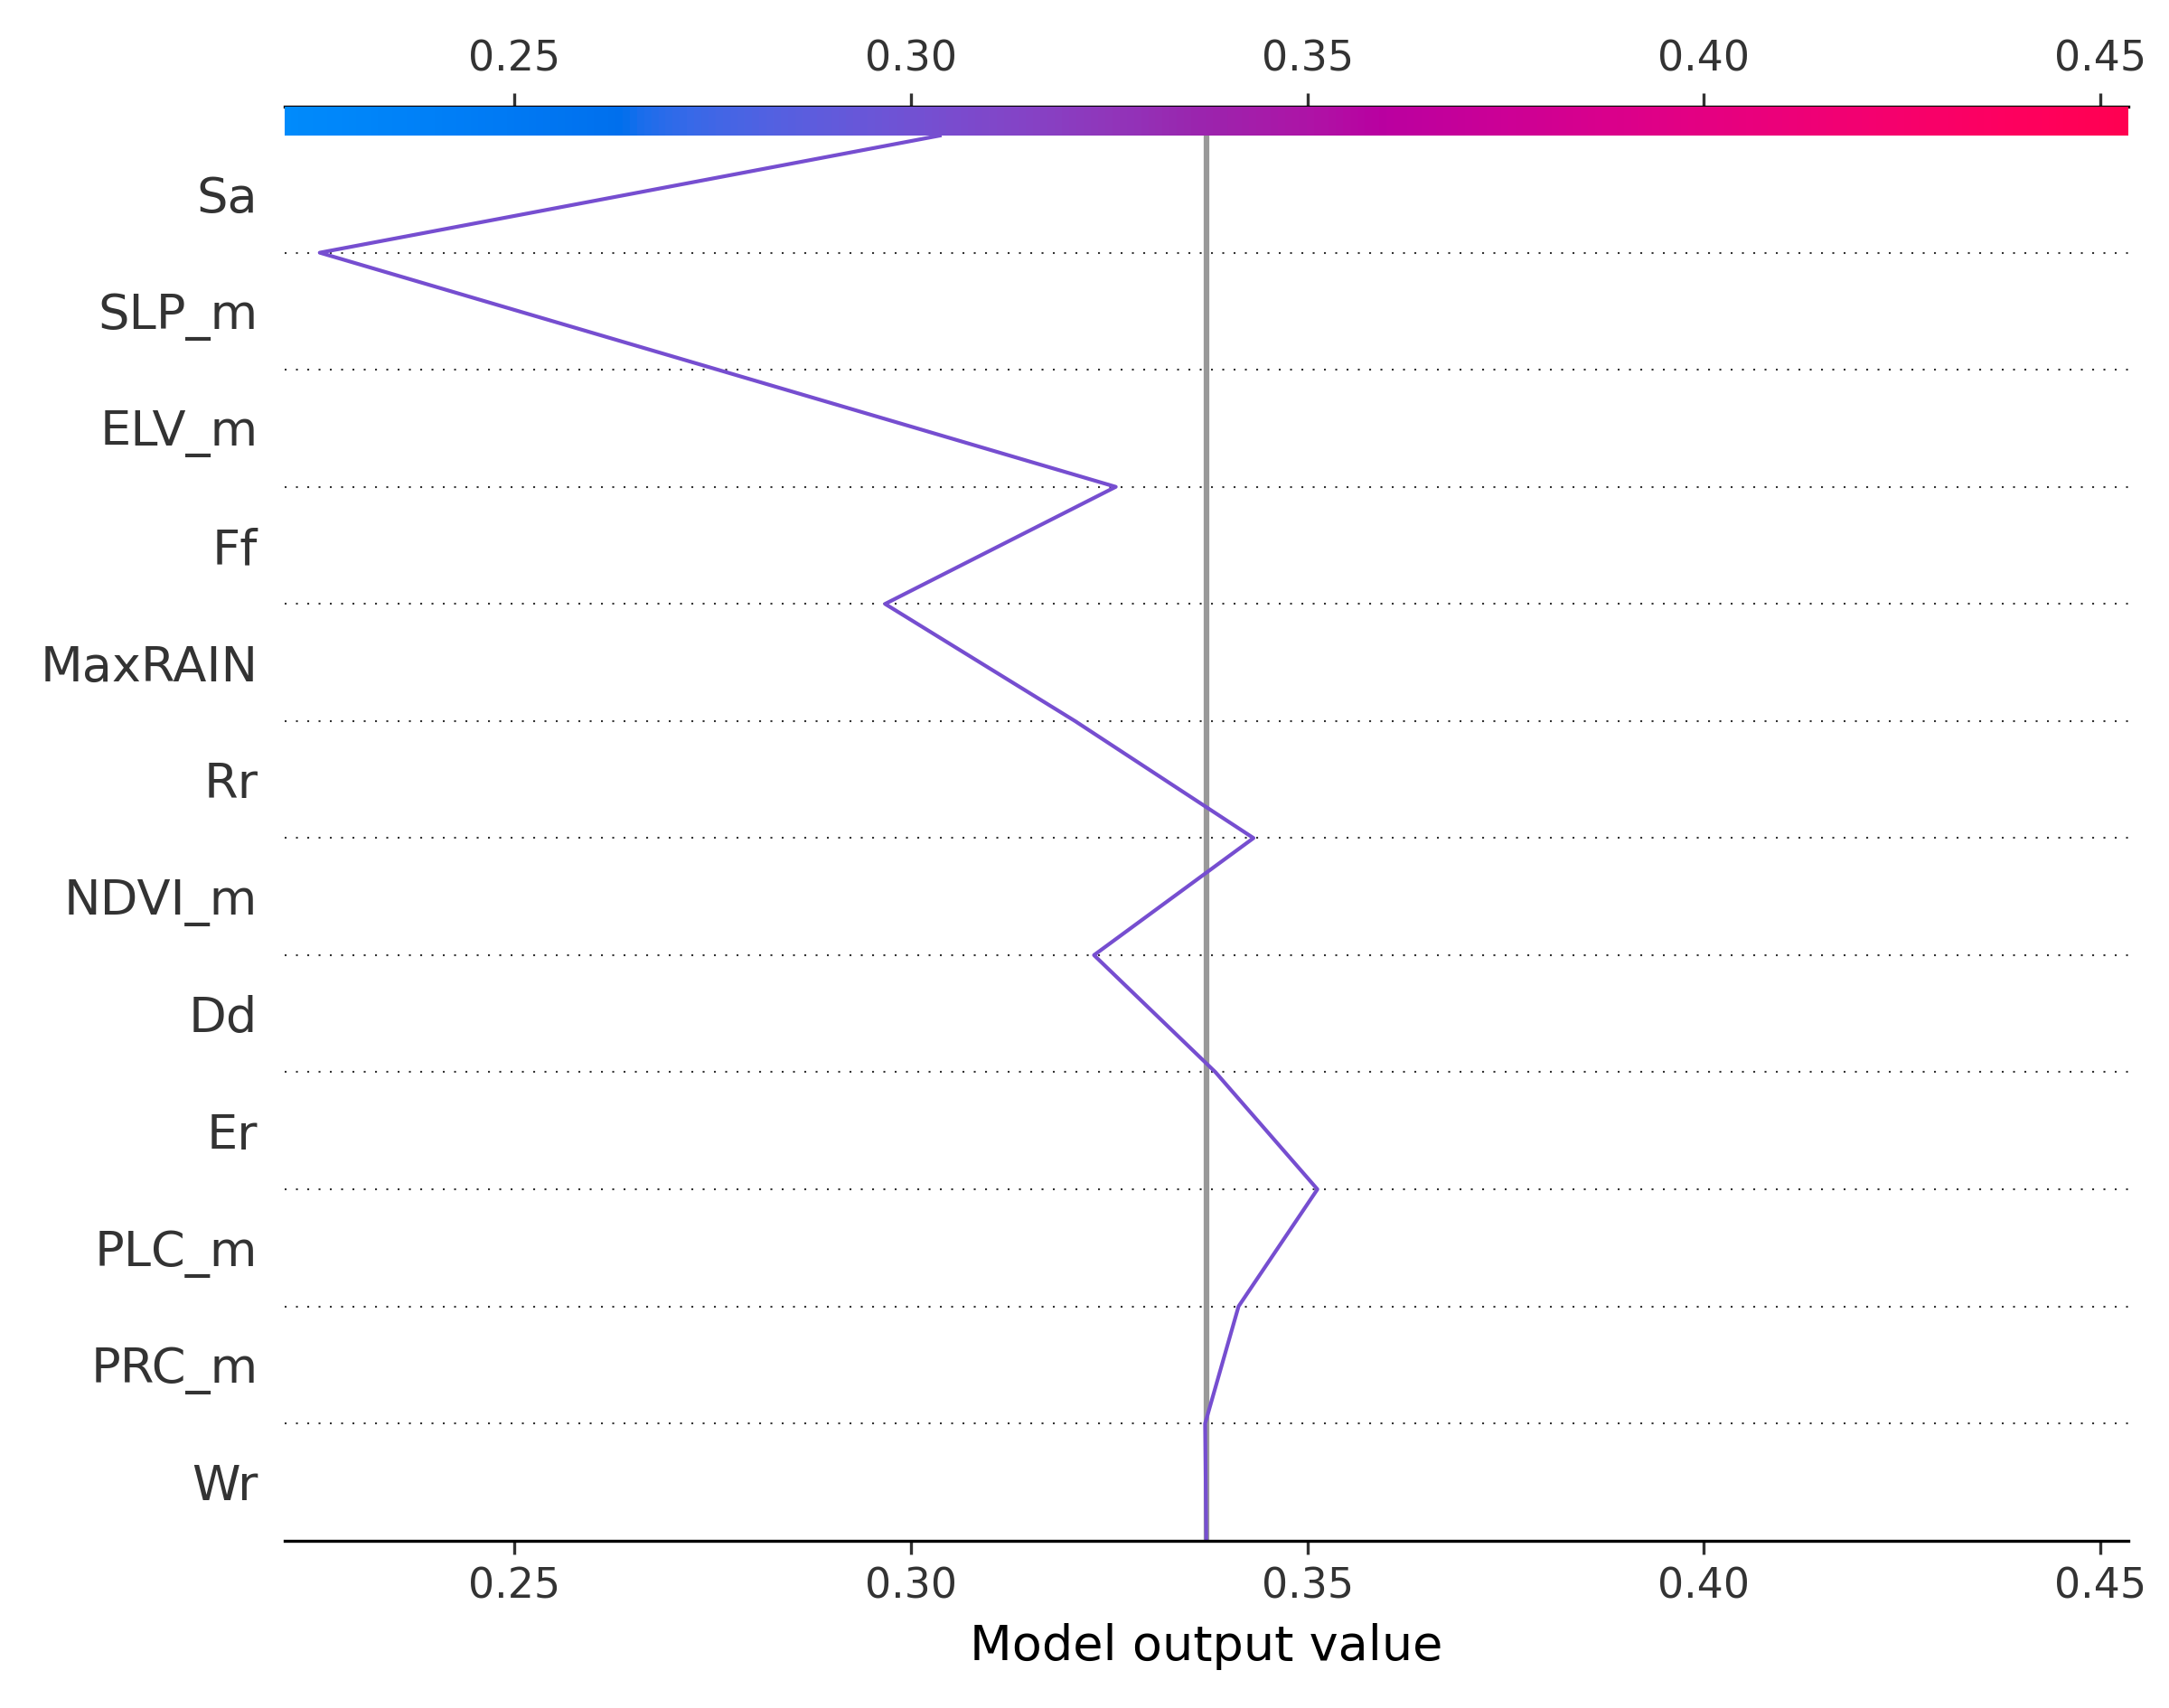 0.25 0.30 0.35 0.40 0.45
Sa
SLP_m
ELV_m
Ff
MaxRAIN
Rr
NDVI_m
Dd
Er
PLC_m
PRC_m
Wr
0.25 0.30 0.35 0.40 0.45
Model output value